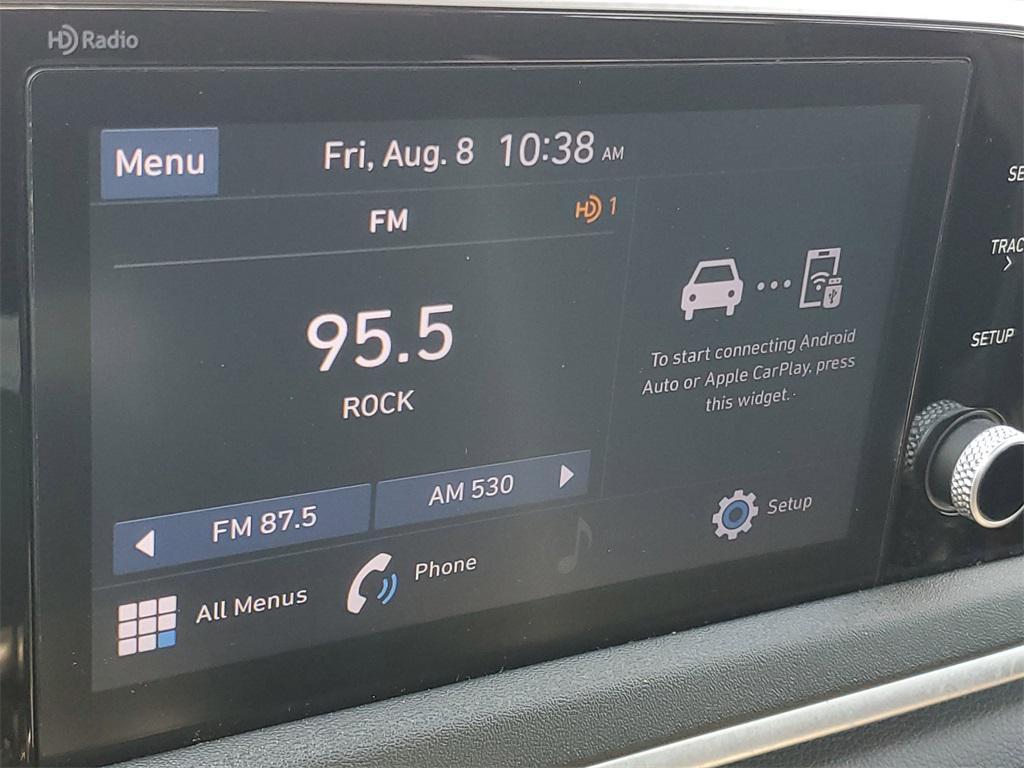 HD Radio
Menu
Fri, Aug. 8 10:38 AM
FM
HD 1
95.5
ROCK
To start connecting Android
Auto or Apple CarPlay, press
this widget.
FM 87.5
AM 530
All Menus
Phone
Setup
SETUP